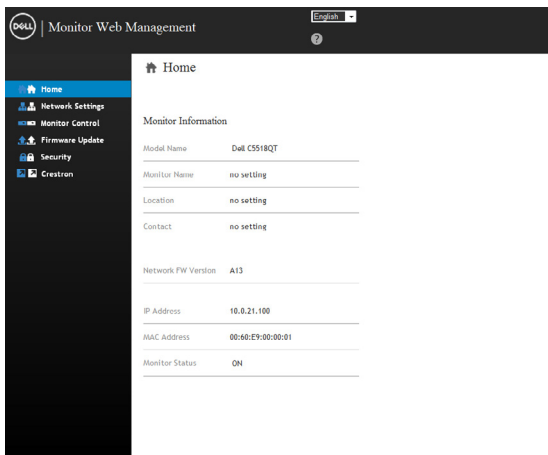 DELL | Monitor Web Management
English
?
Home
Network Settings
Monitor Control
Firmware Update
Security
Crestron
Home
Monitor Information
Model Name Dell C5518QT
Monitor Name no setting
Location no setting
Contact no setting
Network FW Version A13
IP Address 10.0.21.100
MAC Address 00:60:E9:00:00:01
Monitor Status ON